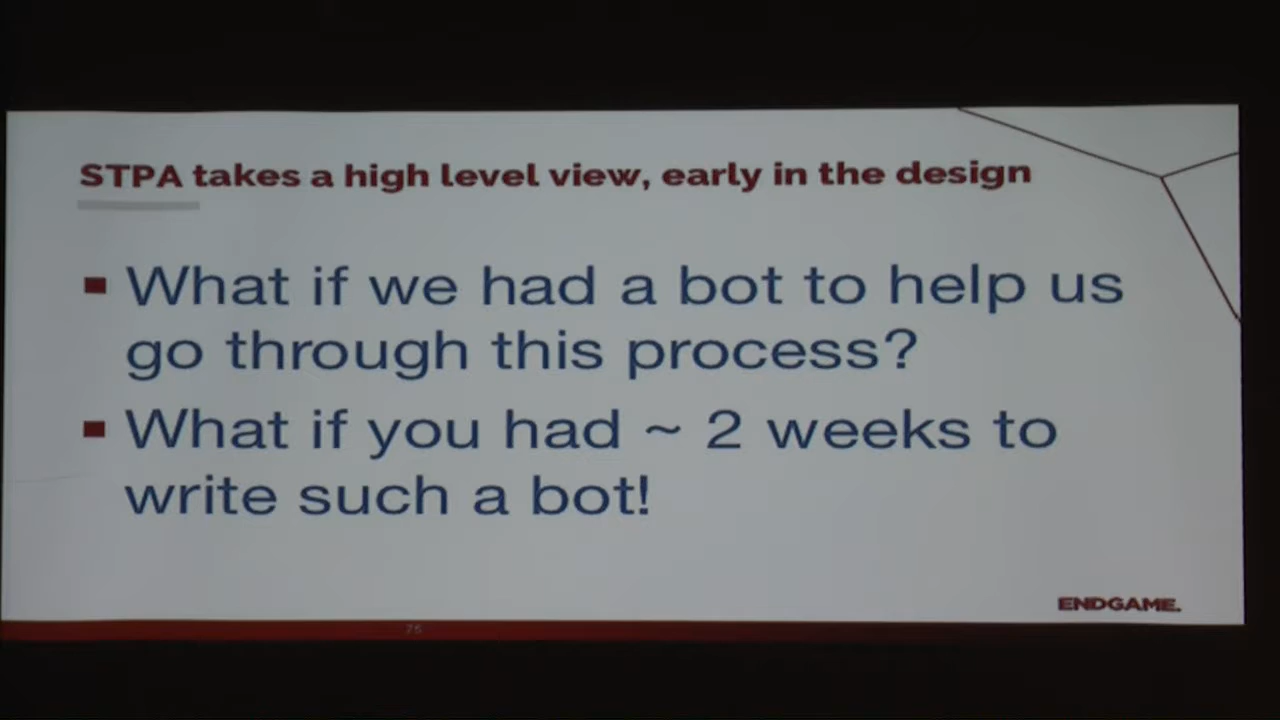 STPA takes a high level view, early in the design
What if we had a bot to help us
go through this process?
What if you had ~ 2 weeks to
write such a bot!
ENDGAME.
75